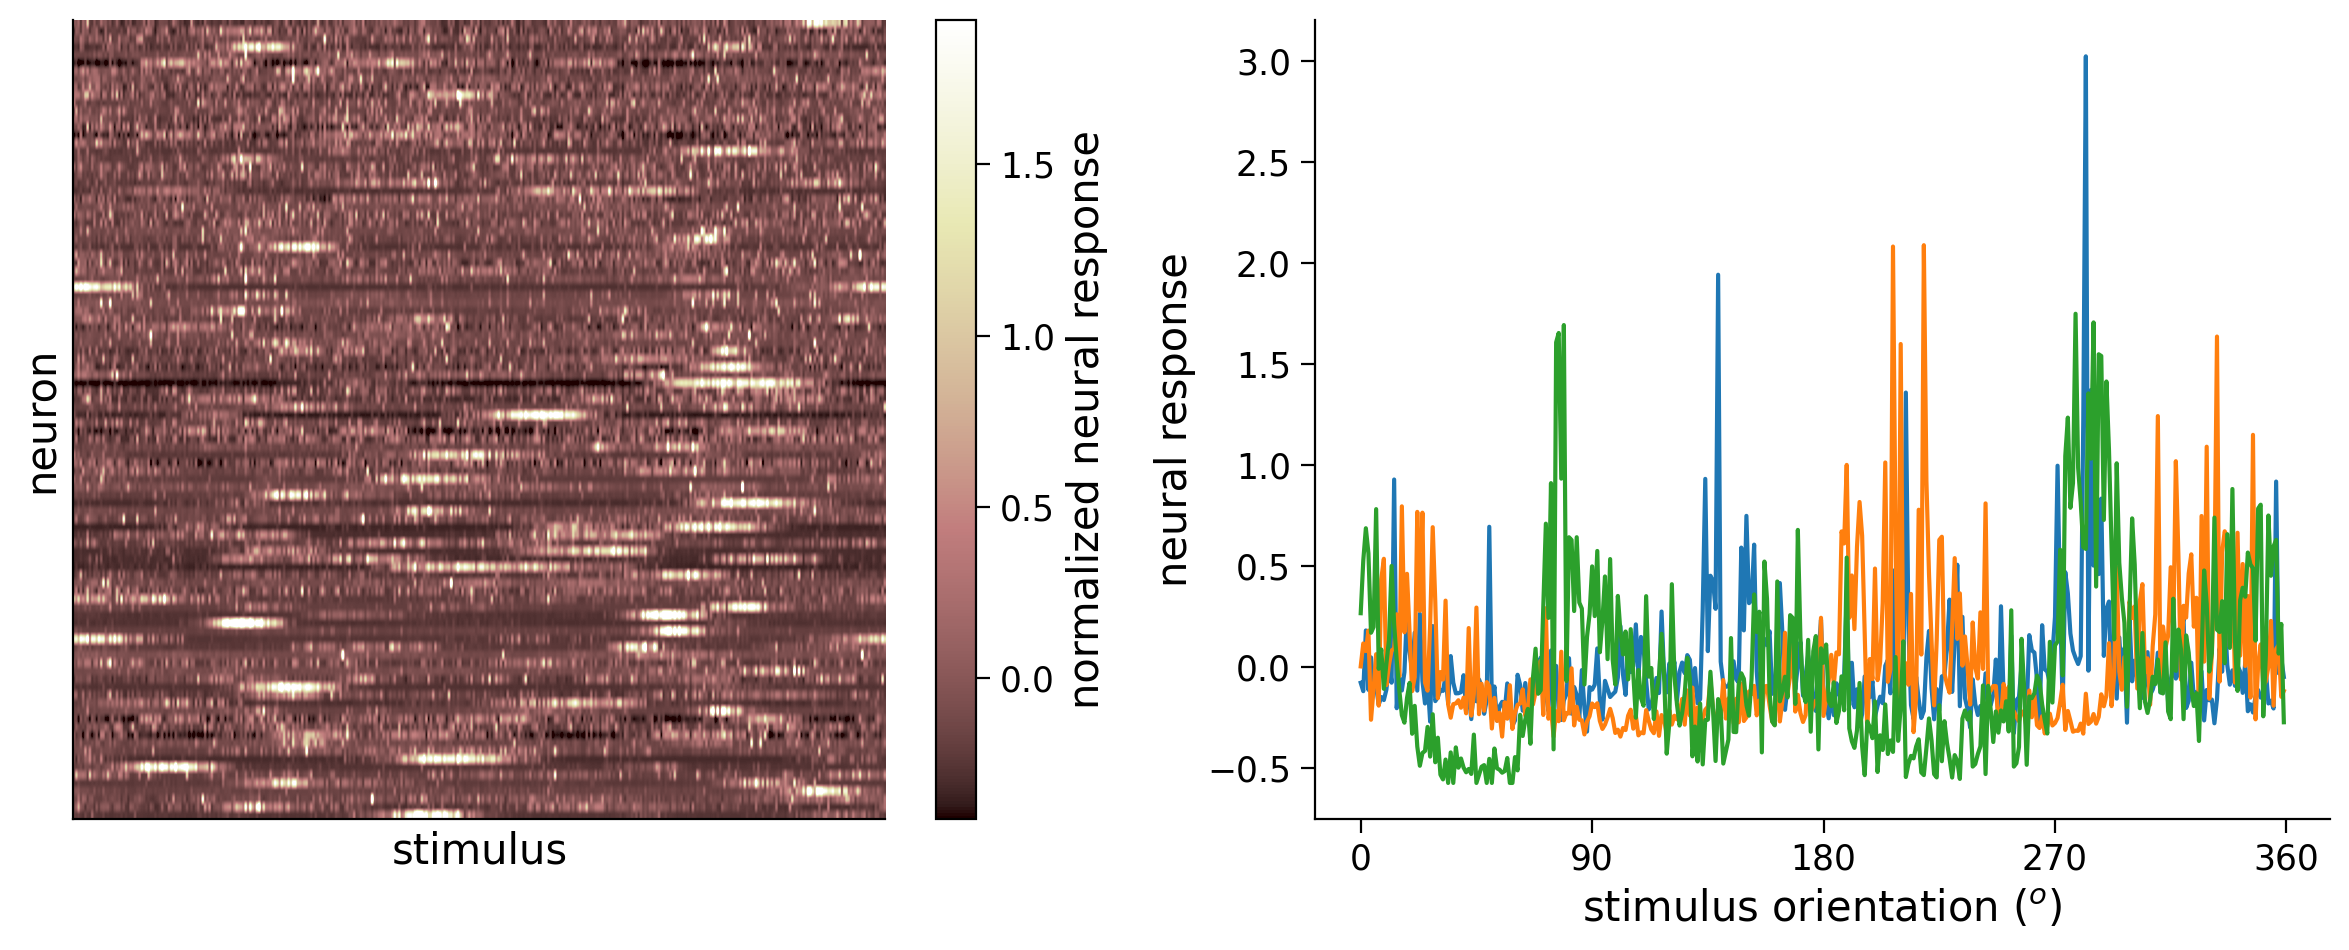 neuron
stimulus
1.5
1.0
0.5
0.0
normalized neural response
neural response
3.0
2.5
2.0
1.5
1.0
0.5
0.0
−0.5
0 90 180 270 360
stimulus orientation (°)